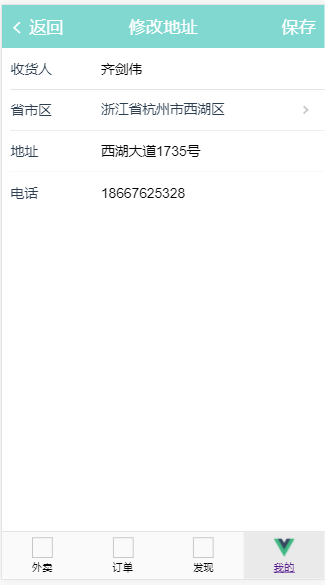 返回 修改地址 保存
收货人 齐剑伟
省市区 浙江省杭州市西湖区
地址 西湖大道1735号
电话 18667625328
外卖 订单 发现 我的